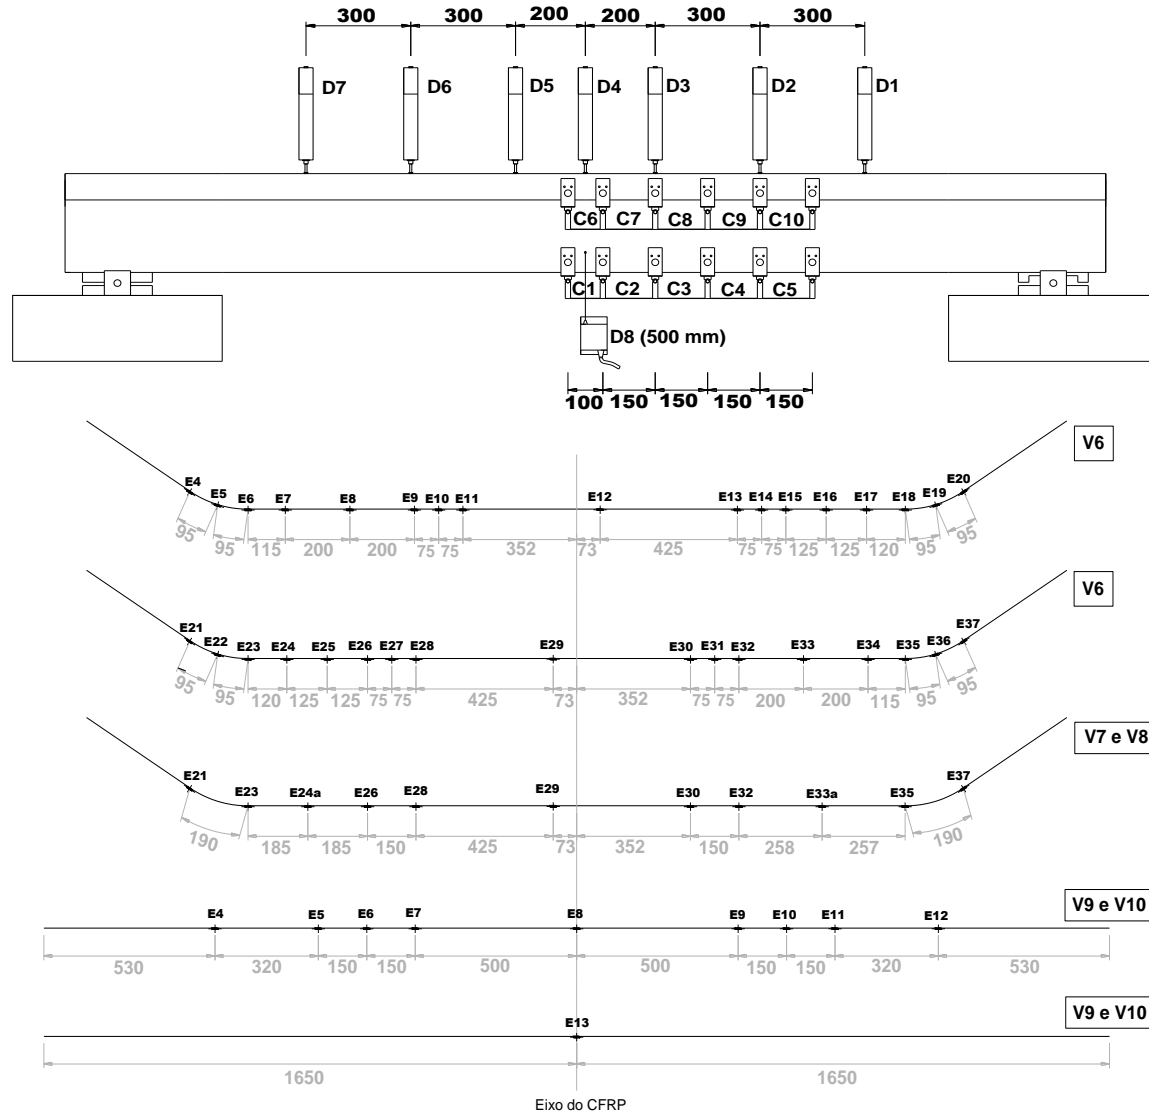 300 300 200 200 300 300
D7 D6 D5 D4 D3 D2 D1
C6 C7 C8 C9 C10
C1 C2 C3 C4 C5
D8 (500 mm)
100 150 150 150 150
V6
E4 E5 E6 E7 E8 E9 E10 E11 E12 E13 E14 E15 E16 E17 E18 E19 E20
95 95 115 200 200 75 75 352 73 425 75 75 125 125 120 95 95
V6
E21 E22 E23 E24 E25 E26 E27 E28 E29 E30 E31 E32 E33 E34 E35 E36 E37
95 95 120 125 125 75 75 425 73 352 75 75 200 200 115 95 95
V7 e V8
E21 E23 E24a E26 E28 E29 E30 E32 E33a E35 E37
190 185 185 150 425 73 352 150 258 257 190
V9 e V10
E4 E5 E6 E7 E8 E9 E10 E11 E12
530 320 150 150 500 500 150 150 320 530
V9 e V10
E13
1650 1650
Eixo do CFRP